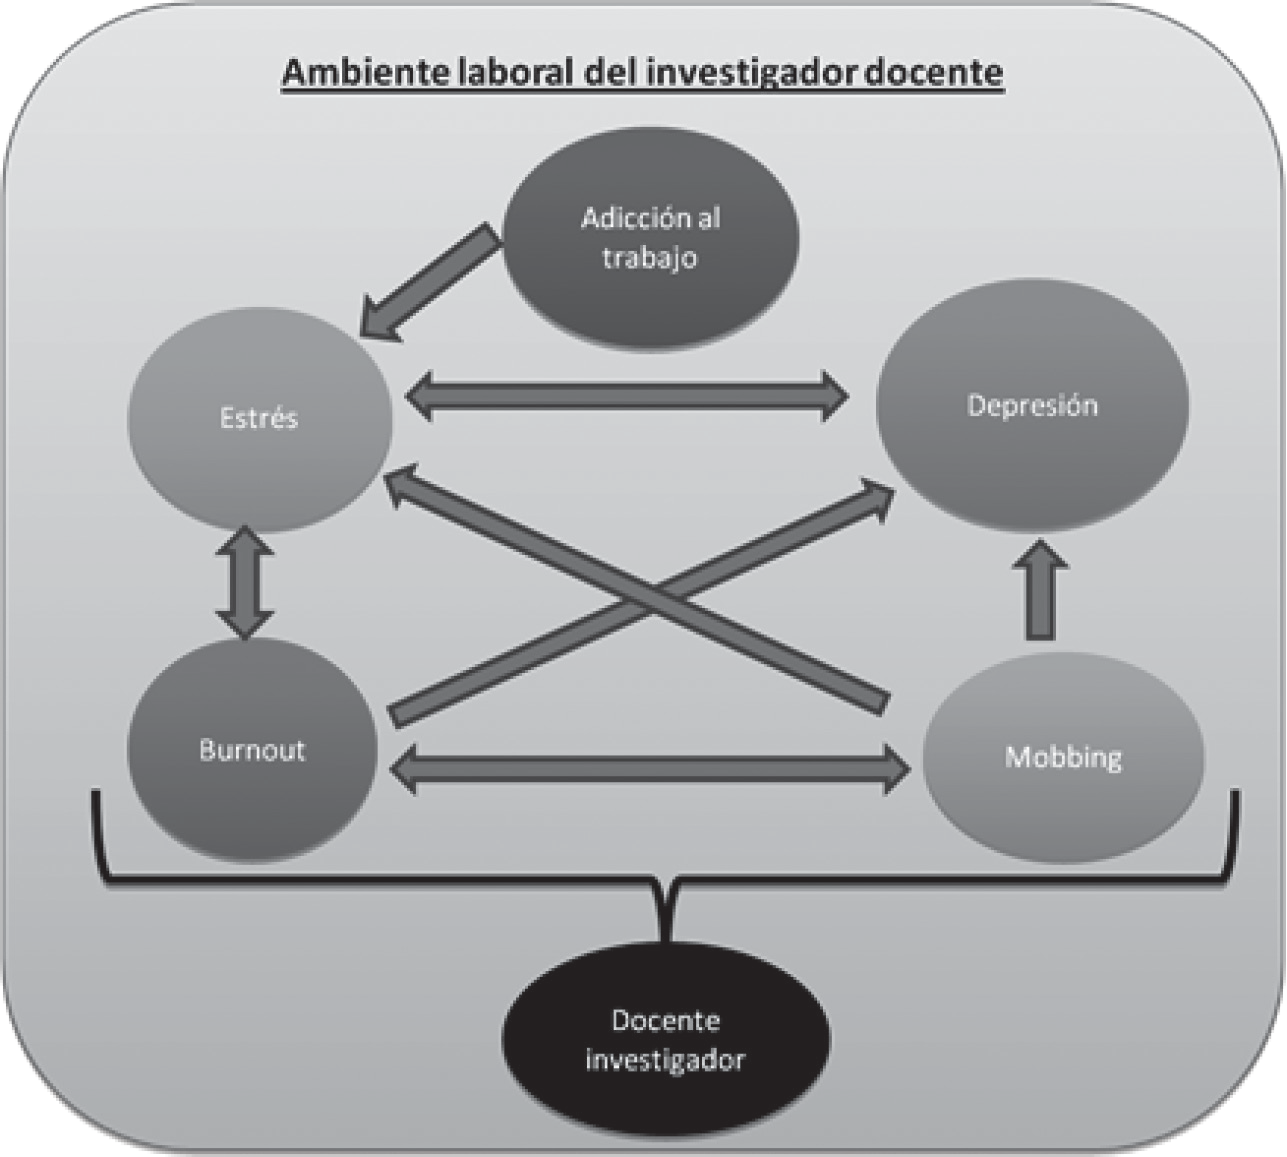 Ambiente laboral del investigador docente
Adicción al
trabajo
Estrés
Depresión
Burnout
Mobbing
Docente
investigador